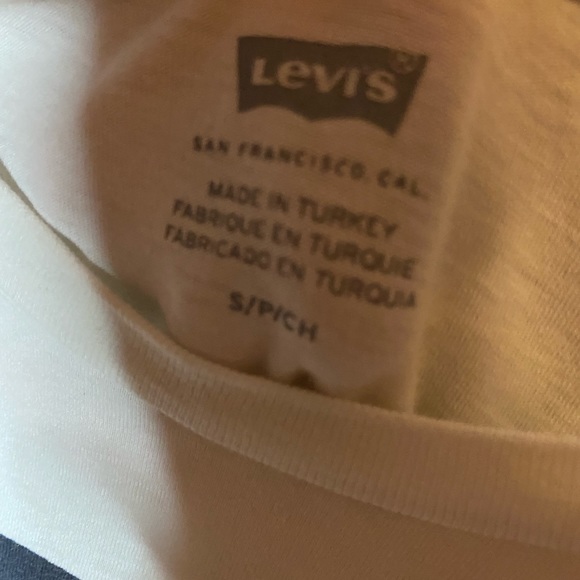 Levi's
SAN FRANCISCO, CAL.
MADE IN TURKEY
FABRIQUE EN TURQUIE
FABRICADO EN TURQUIA
S/P/CH